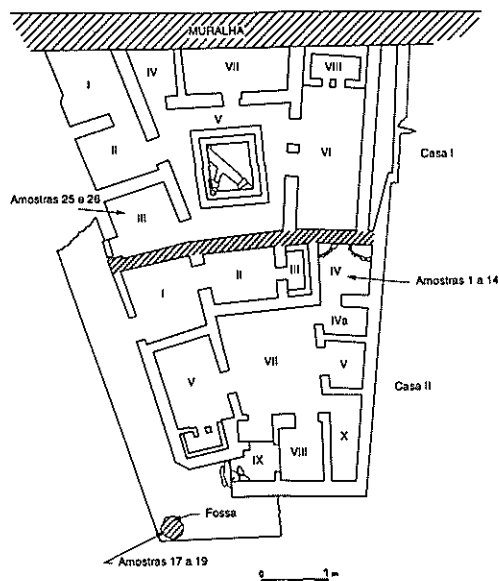 MURALHA
IV
VII
VIII
I
V
II
VI
Casa I
Amostras 25 e 26
III
II
III
IV
Amostras 1 a 14
I
IVa
V
VII
V
Casa II
X
IX
VIII
Fossa
Amostras 17 a 19
0 1 m